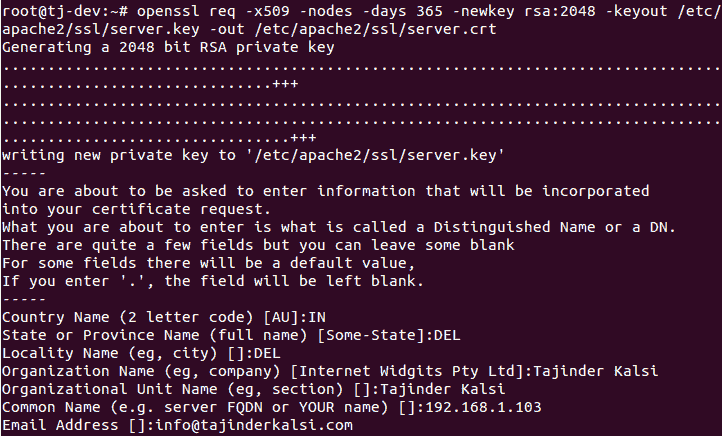 root@tj-dev:~# openssl req -x509 -nodes -days 365 -newkey rsa:2048 -keyout /etc/
apache2/ssl/server.key -out /etc/apache2/ssl/server.crt
Generating a 2048 bit RSA private key
................................................................................
..............................+++
................................................................................
................................................................................
................................+++
writing new private key to '/etc/apache2/ssl/server.key'
-----
You are about to be asked to enter information that will be incorporated
into your certificate request.
What you are about to enter is what is called a Distinguished Name or a DN.
There are quite a few fields but you can leave some blank
For some fields there will be a default value,
If you enter '.', the field will be left blank.
-----
Country Name (2 letter code) [AU]:IN
State or Province Name (full name) [Some-State]:DEL
Locality Name (eg, city) []:DEL
Organization Name (eg, company) [Internet Widgits Pty Ltd]:Tajinder Kalsi
Organizational Unit Name (eg, section) []:Tajinder Kalsi
Common Name (e.g. server FQDN or YOUR name) []:192.168.1.103
Email Address []:info@tajinderkalsi.com